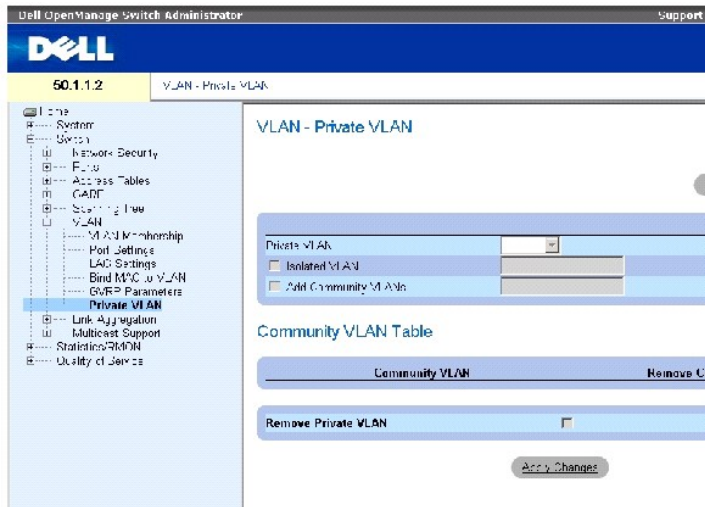 Dell OpenManage Switch Administrator
Support
DELL
50.1.1.2
VLAN - Private VLAN
Home
System
Switch
Network Security
Ports
Address Tables
GARP
Spanning Tree
VLAN
VLAN Membership
Port Settings
LAG Settings
Bind MAC to VLAN
GVRP Parameters
Private VLAN
Link Aggregation
Multicast Support
Statistics/RMON
Quality of Service
VLAN - Private VLAN
Private VLAN
Isolated VLAN
Add Community VLANs
Community VLAN Table
Community VLAN
Remove C
Remove Private VLAN
Apply Changes